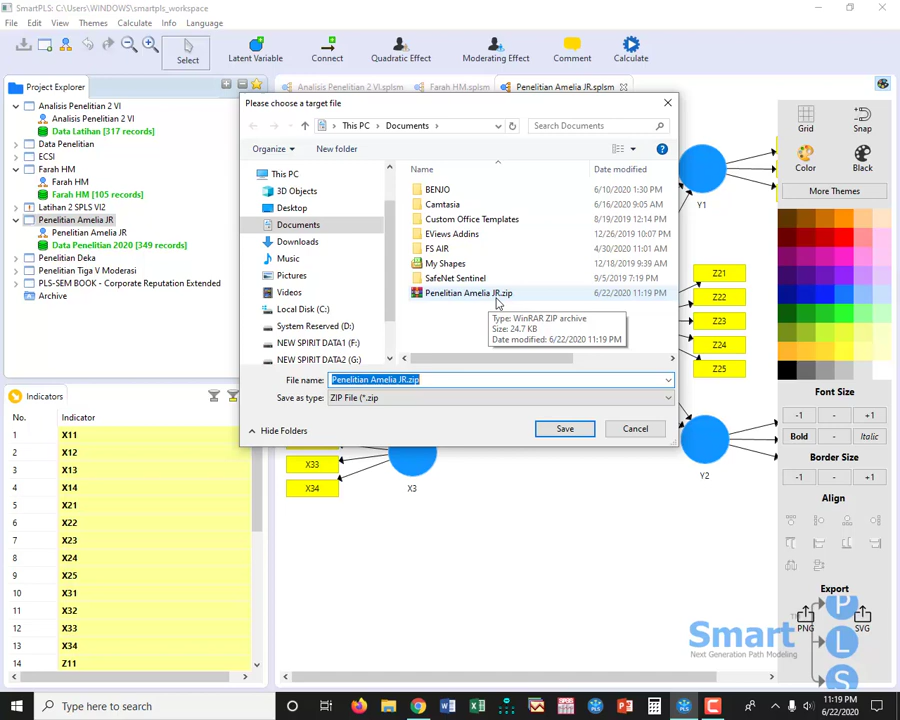 SmartPLS: C:\Users\WINDOWS\smartpls_workspace
File Edit View Themes Calculate Info Language
Select
Latent Variable
Connect
Quadratic Effect
Moderating Effect
Comment
Calculate
Project Explorer
Analisis Penelitian 2 VI
Analisis Penelitian 2 VI
Data Latihan [317 records]
Data Penelitian
ECSI
Farah HM
Farah HM
Farah HM [105 records]
Latihan 2 SPLS VI2
Penelitian Amelia JR
Penelitian Amelia JR
Data Penelitian 2020 [349 records]
Penelitian Deka
Penelitian Tiga V Moderasi
PLS-SEM BOOK - Corporate Reputation Extended
Archive
Analisis Penelitian 2 VI.splsm
Farah HM.splsm
Penelitian Amelia JR.splsm
Please choose a target file
This PC
Documents
Search Documents
Organize
New folder
This PC
3D Objects
Desktop
Documents
Downloads
Music
Pictures
Videos
Local Disk (C:)
System Reserved (D:)
NEW SPIRIT DATA1 (F:)
NEW SPIRIT DATA2 (G:)
Name Date modified
BENJO 6/10/2020 1:30 PM
Camtasia 6/16/2020 9:05 AM
Custom Office Templates 8/19/2019 12:14 PM
EViews Addins 12/26/2019 10:07 PM
FS AIR 4/30/2020 11:01 AM
My Shapes 12/18/2019 9:39 AM
SafeNet Sentinel 9/5/2019 7:19 PM
Penelitian Amelia JR.zip 6/22/2020 11:19 PM
Type: WinRAR ZIP archive
Size: 24.7 KB
Date modified: 6/22/2020 11:19 PM
File name: Penelitian Amelia JR.zip
Save as type: ZIP File (*.zip
Hide Folders
Save
Cancel
Indicators
No. Indicator
1 X11
2 X12
3 X13
4 X14
5 X21
6 X22
7 X23
8 X24
9 X25
10 X31
11 X32
12 X33
13 X34
14 Z11
X33
X34
X3
Y1
Z21
Z22
Z23
Z24
Z25
Y2
Grid
Snap
Color
Black
More Themes
Font Size
-1 - +1
Bold - Italic
Border Size
-1 - +1
Align
Export
PNG
SVG
Smart
Next Generation Path Modeling
P
L
S
Type here to search
11:19 PM
6/22/2020